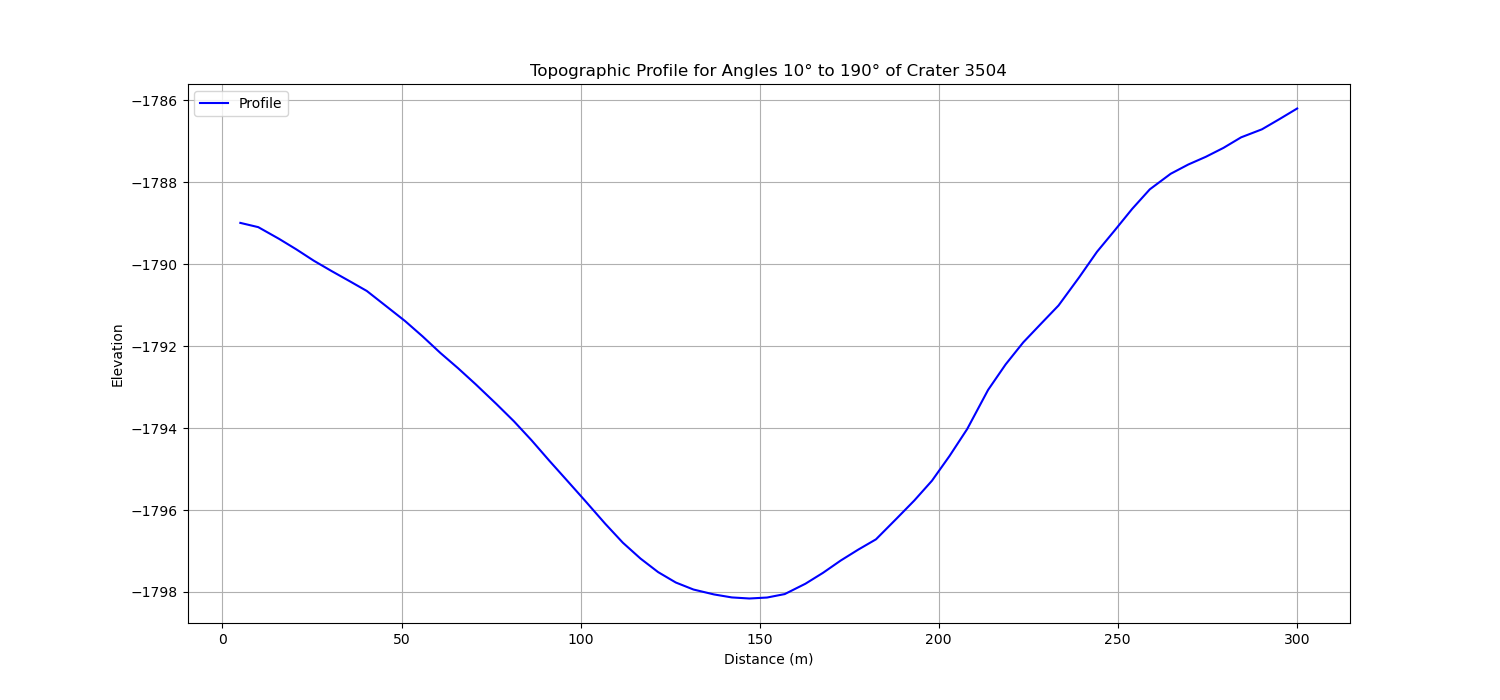 Topographic Profile for Angles 10° to 190° of Crater 3504
Profile
−1786
−1788
−1790
−1792
−1794
−1796
−1798
Elevation
0 50 100 150 200 250 300
Distance (m)